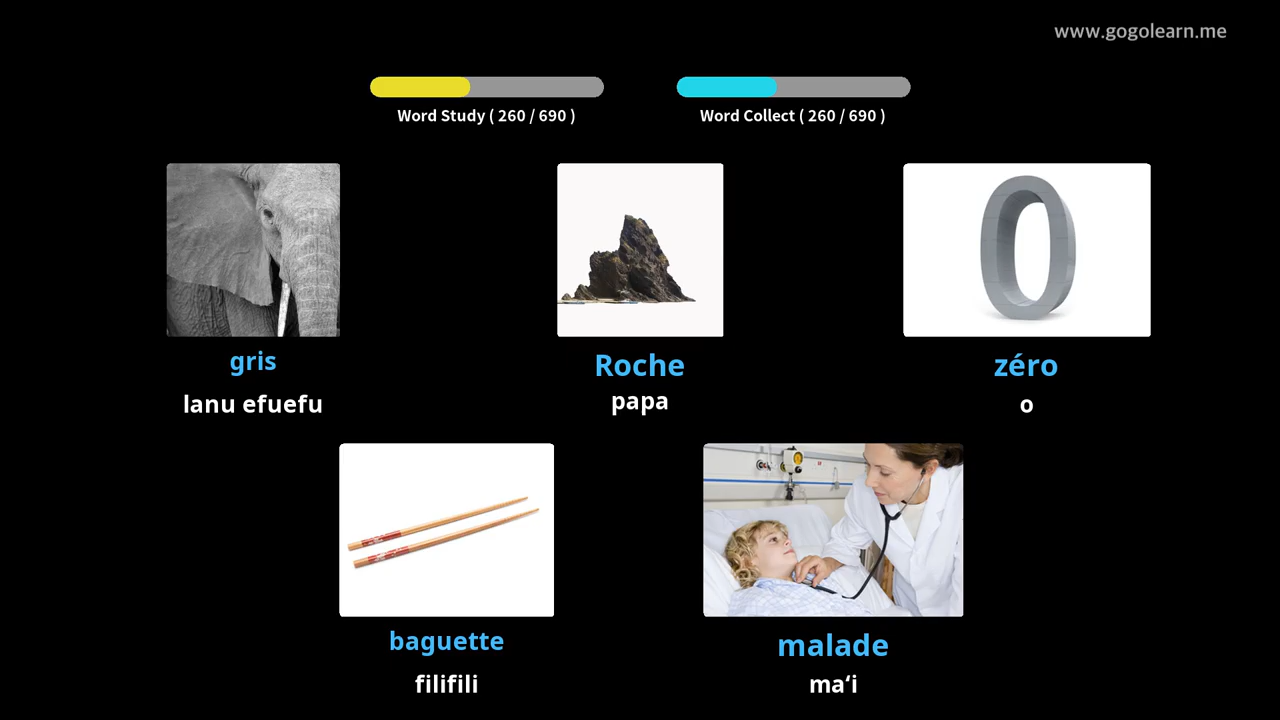 www.gogolearn.me
Word Study ( 260 / 690 )
Word Collect ( 260 / 690 )
gris
lanu efuefu
Roche
papa
zéro
o
baguette
filifili
malade
maʻi